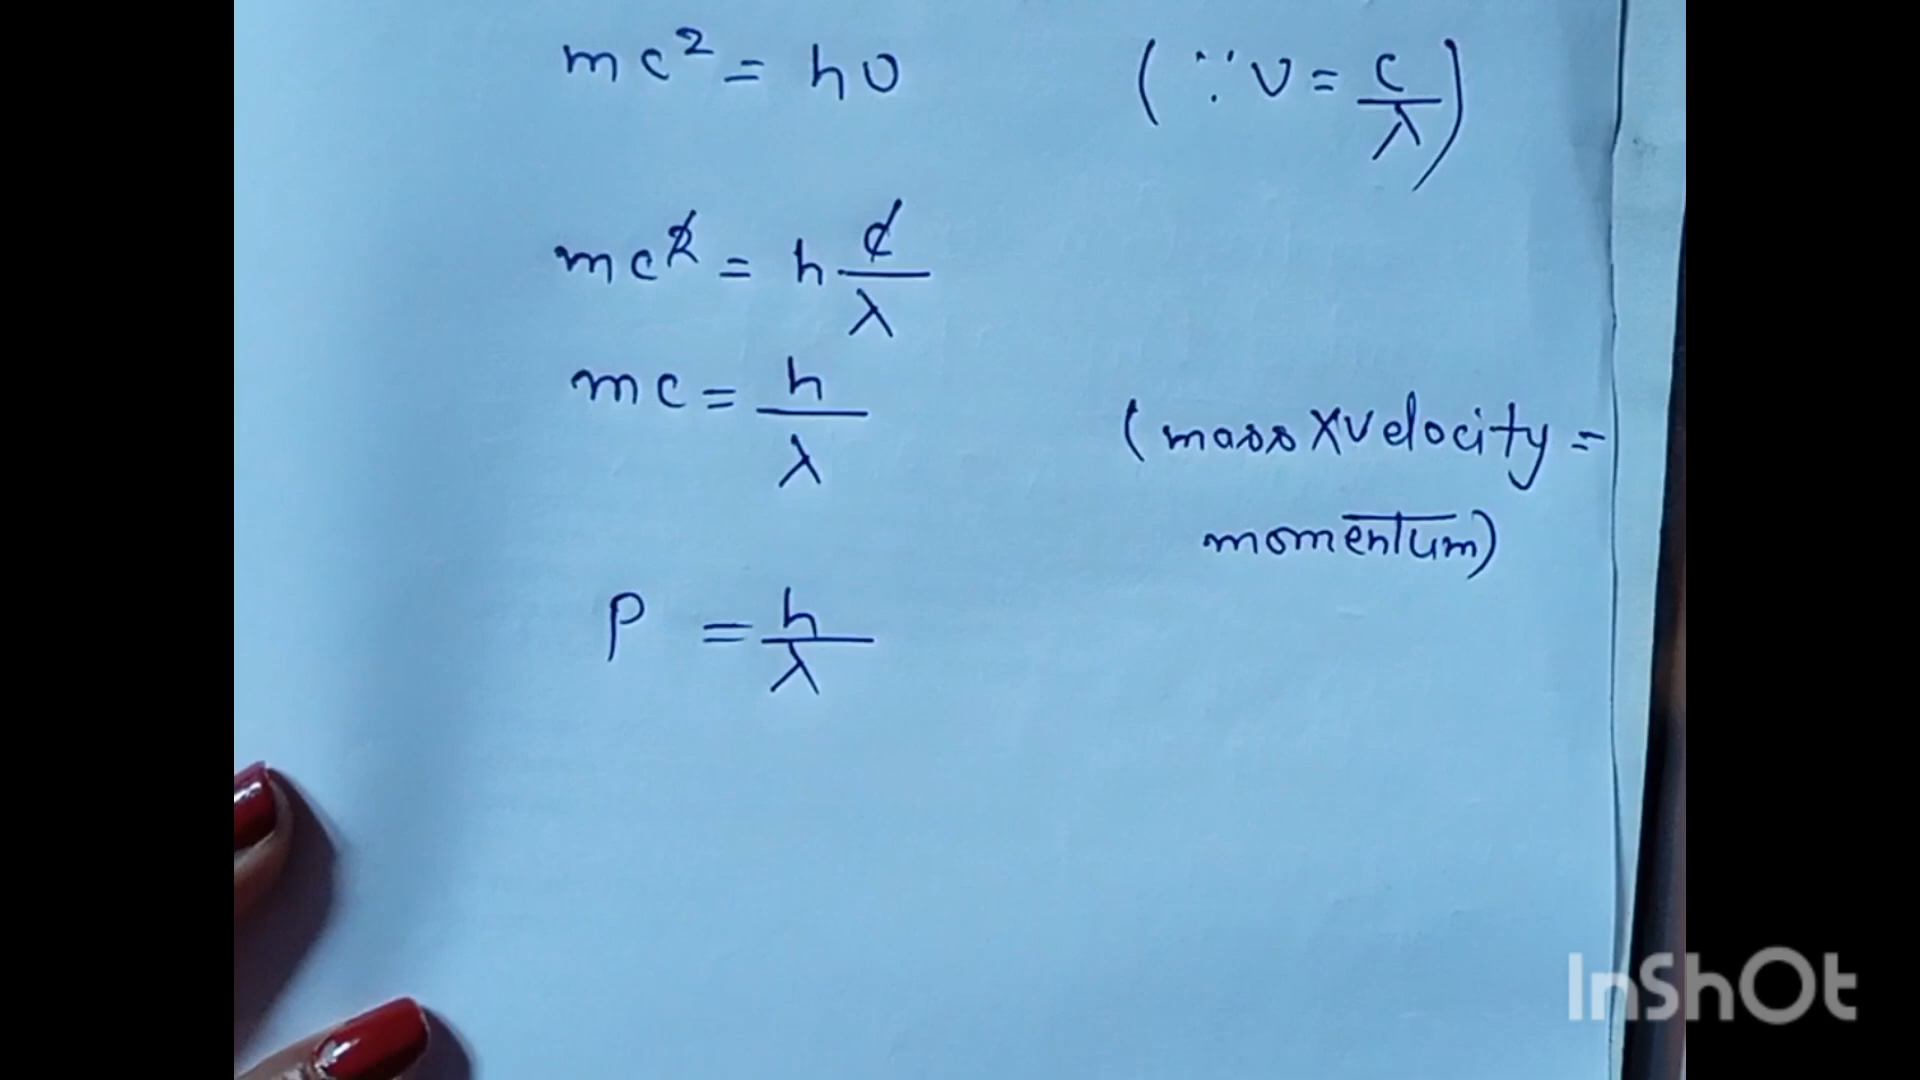 mc² = hυ (∵ υ = c/λ)
mc² = h c/λ
mc = h/λ
(mass x velocity =
momentum)
P = h/λ
InShOt